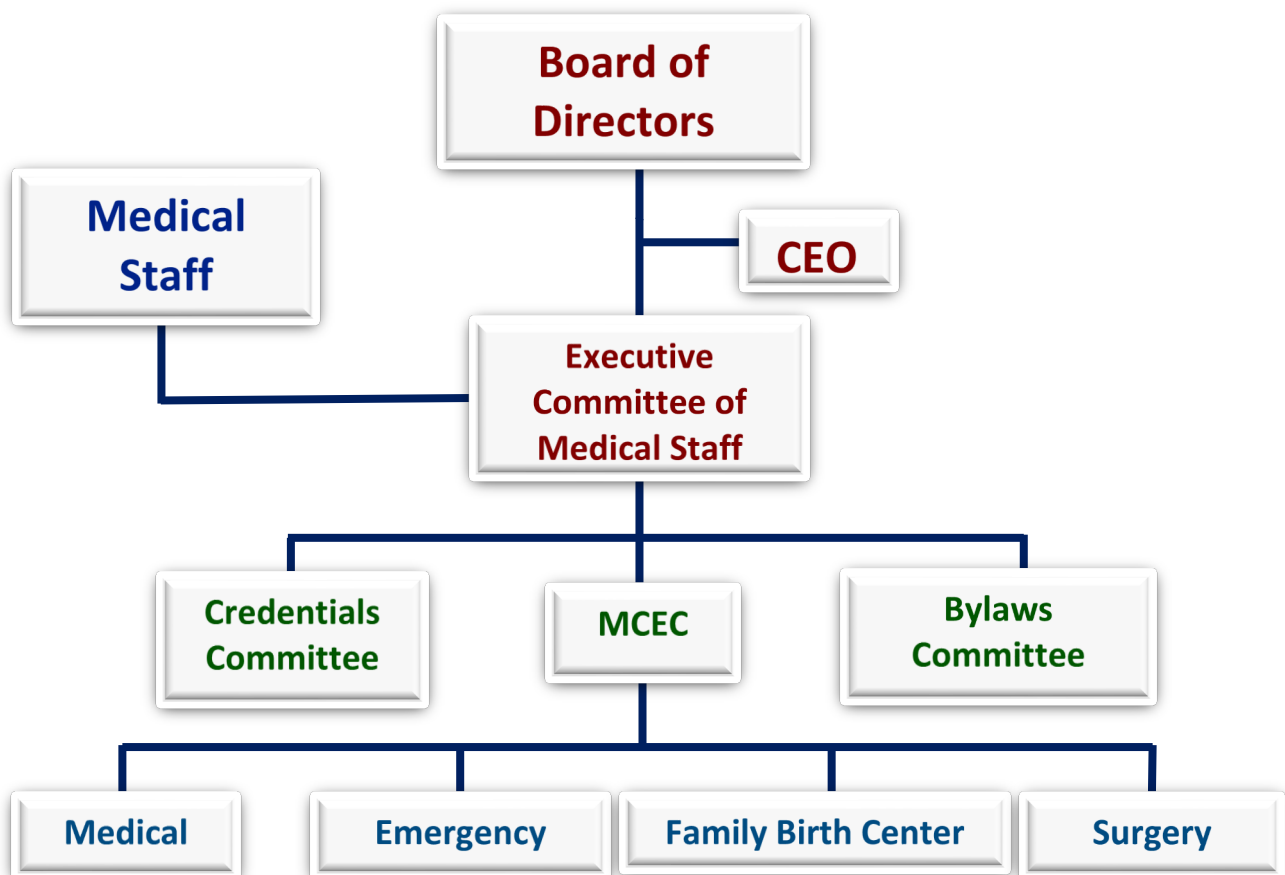 Board of
Directors
Medical
Staff
CEO
Executive
Committee of
Medical Staff
Credentials
Committee
MCEC
Bylaws
Committee
Medical
Emergency
Family Birth Center
Surgery